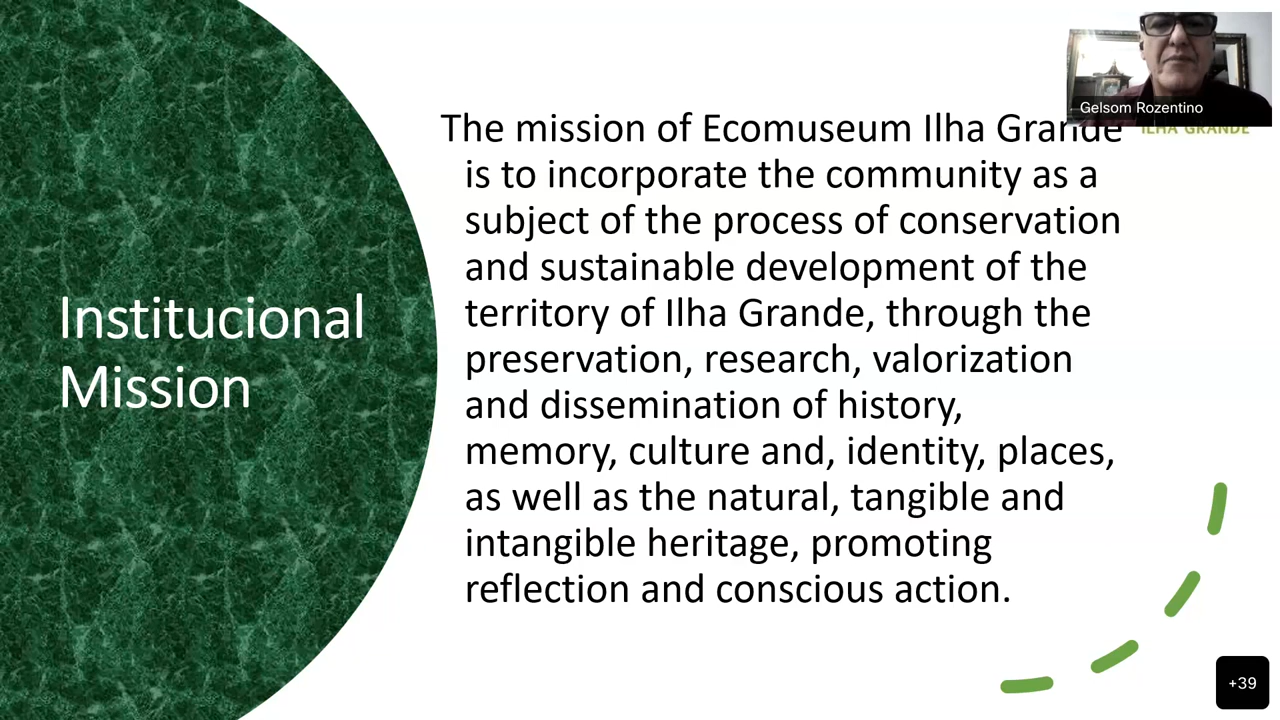 Gelsom Rozentino
ILHA GRANDE
Institucional
Mission
The mission of Ecomuseum Ilha Grande
is to incorporate the community as a
subject of the process of conservation
and sustainable development of the
territory of Ilha Grande, through the
preservation, research, valorization
and dissemination of history,
memory, culture and, identity, places,
as well as the natural, tangible and
intangible heritage, promoting
reflection and conscious action.
+39